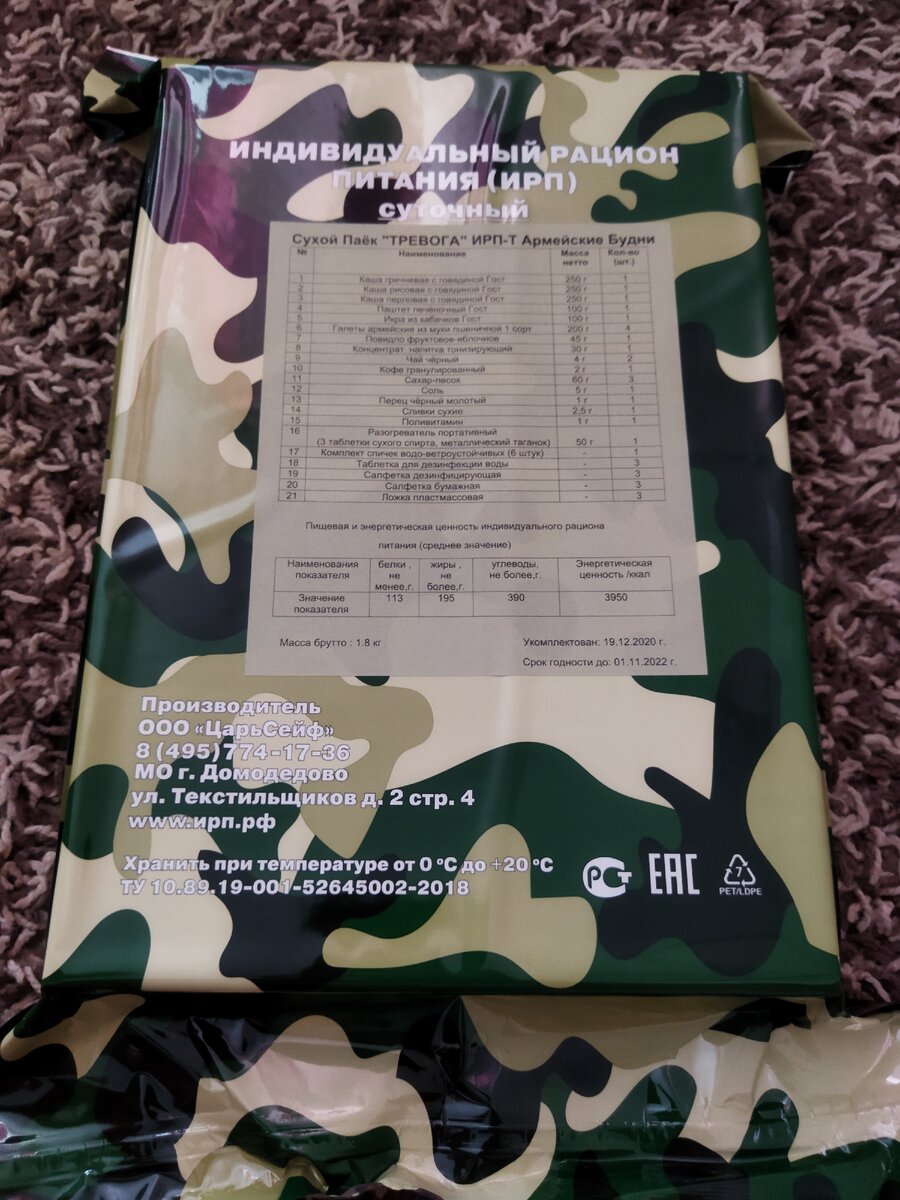 ИНДИВИДУАЛЬНЫЙ РАЦИОН
ПИТАНИЯ (ИРП)
суточный
Сухой Паёк "ТРЕВОГА" ИРП-Т Армейские Будни
№ Наименование Масса нетто Кол-во (шт.)
1 Каша гречневая с говядиной Гост 250 г 1
2 Каша рисовая с говядиной Гост 250 г 1
3 Каша перловая с говядиной Гост 250 г 1
4 Паштет печёночный Гост 100 г 1
5 Икра из кабачков Гост 100 г 1
6 Галеты армейские из муки пшеничной 1 сорт 200 г 4
7 Повидло фруктовое-яблочное 45 г 1
8 Концентрат напитка тонизирующий 30 г 1
9 Чай чёрный 4 г 2
10 Кофе гранулированный 2 г 1
11 Сахар-песок 60 г 3
12 Соль 5 г 1
13 Перец чёрный молотый 1 г 1
14 Сливки сухие 2,5 г 1
15 Поливитамин 1 г 1
16 Разогреватель портативный
(3 таблетки сухого спирта, металлический таганок) 50 г 1
17 Комплект спичек водо-ветроустойчивых (6 штук) - 1
18 Таблетка для дезинфекции воды - 3
19 Салфетка дезинфицирующая - 3
20 Салфетка бумажная - 3
21 Ложка пластмассовая - 3
Пищевая и энергетическая ценность индивидуального рациона
питания (среднее значение)
Наименования показателя белки , не менее,г. жиры , не более,г. углеводы, не более,г. Энергетическая ценность /ккал
Значение показателя 113 195 390 3950
Масса брутто : 1.8 кг Укомплектован: 19.12.2020 г.
Срок годности до: 01.11.2022 г.
Производитель
ООО «ЦарьСейф»
8 (495)774-17-36
МО г. Домодедово
ул. Текстильщиков д. 2 стр. 4
www.ирп.рф
Хранить при температуре от 0 °С до +20 °С
ТУ 10.89.19-001-52645002-2018
РСТ EAC 7
PET/LDPE